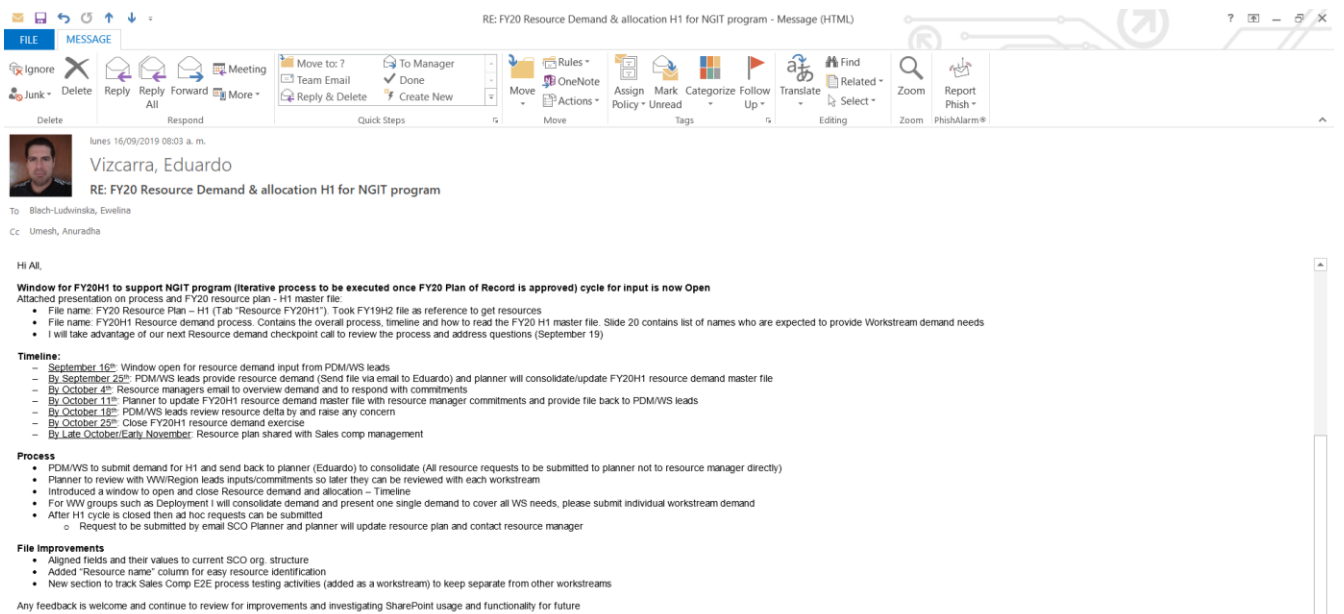 RE: FY20 Resource Demand & allocation H1 for NGIT program - Message (HTML)
FILE MESSAGE
Ignore
Junk
Delete
Reply
Reply All
Forward
Meeting
More
Move to: ?
Team Email
Reply & Delete
To Manager
Done
Create New
Move
Rules
OneNote
Actions
Assign Policy
Mark Unread
Categorize
Follow Up
Translate
Find
Related
Select
Zoom
Report Phish
Delete Respond Quick Steps Move Tags Editing Zoom PhishAlarm®
lunes 16/09/2019 08:03 a. m.
Vizcarra, Eduardo
RE: FY20 Resource Demand & allocation H1 for NGIT program
To Blach-Ludwinska, Ewelina
Cc Umesh, Anuradha
Hi All,
Window for FY20H1 to support NGIT program (Iterative process to be executed once FY20 Plan of Record is approved) cycle for input is now Open
Attached presentation on process and FY20 resource plan - H1 master file:
• File name: FY20 Resource Plan – H1 (Tab “Resource FY20H1”). Took FY19H2 file as reference to get resources
• File name: FY20H1 Resource demand process. Contains the overall process, timeline and how to read the FY20 H1 master file. Slide 20 contains list of names who are expected to provide Workstream demand needs
• I will take advantage of our next Resource demand checkpoint call to review the process and address questions (September 19)
Timeline:
– September 16th: Window open for resource demand input from PDM/WS leads
– By September 25th: PDM/WS leads provide resource demand (Send file via email to Eduardo) and planner will consolidate/update FY20H1 resource demand master file
– By October 4th: Resource managers email to overview demand and to respond with commitments
– By October 11th: Planner to update FY20H1 resource demand master file with resource manager commitments and provide file back to PDM/WS leads
– By October 18th: PDM/WS leads review resource delta by and raise any concern
– By October 25th: Close FY20H1 resource demand exercise
– By Late October/Early November: Resource plan shared with Sales comp management
Process
• PDM/WS to submit demand for H1 and send back to planner (Eduardo) to consolidate (All resource requests to be submitted to planner not to resource manager directly)
• Planner to review with WW/Region leads inputs/commitments so later they can be reviewed with each workstream
• Introduced a window to open and close Resource demand and allocation – Timeline
• For WW groups such as Deployment I will consolidate demand and present one single demand to cover all WS needs, please submit individual workstream demand
• After H1 cycle is closed then ad hoc requests can be submitted
o Request to be submitted by email SCO Planner and planner will update resource plan and contact resource manager
File Improvements
• Aligned fields and their values to current SCO org. structure
• Added “Resource name” column for easy resource identification
• New section to track Sales Comp E2E process testing activities (added as a workstream) to keep separate from other workstreams
Any feedback is welcome and continue to review for improvements and investigating SharePoint usage and functionality for future